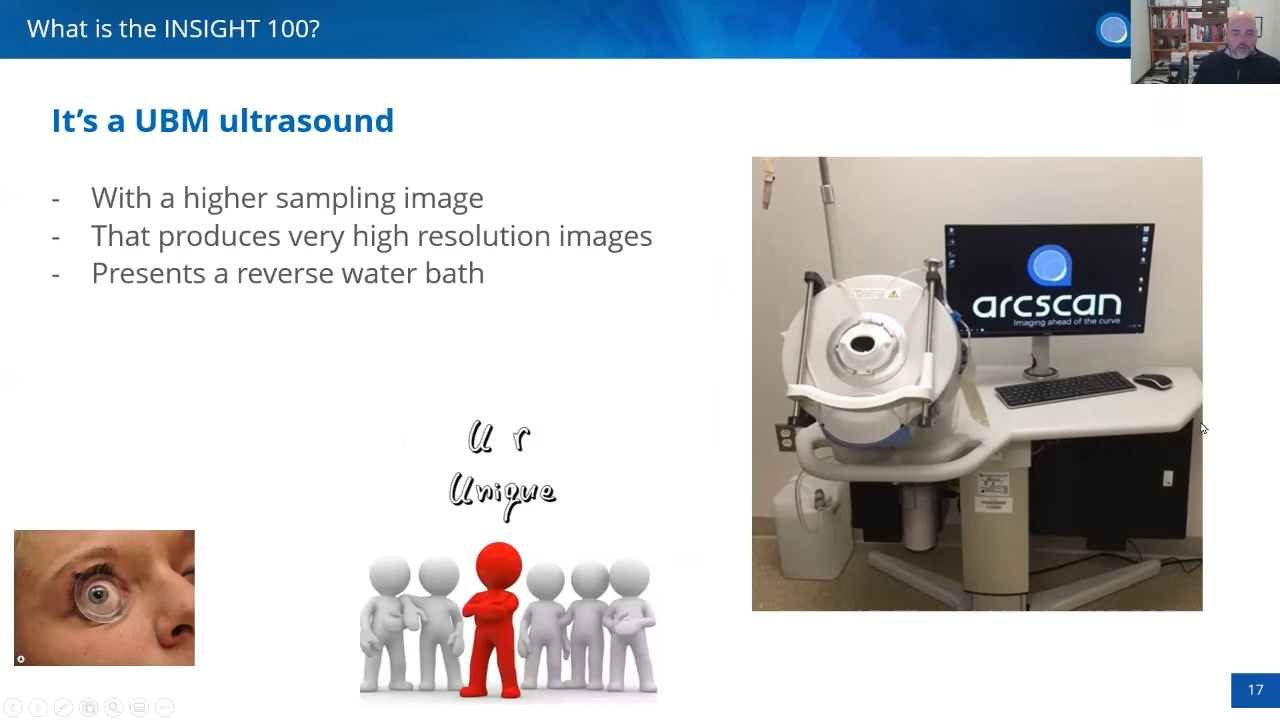 What is the INSIGHT 100?
It's a UBM ultrasound
- With a higher sampling image
- That produces very high resolution images
- Presents a reverse water bath
arcscan
Imaging ahead of the curve
U r
Unique
A
17